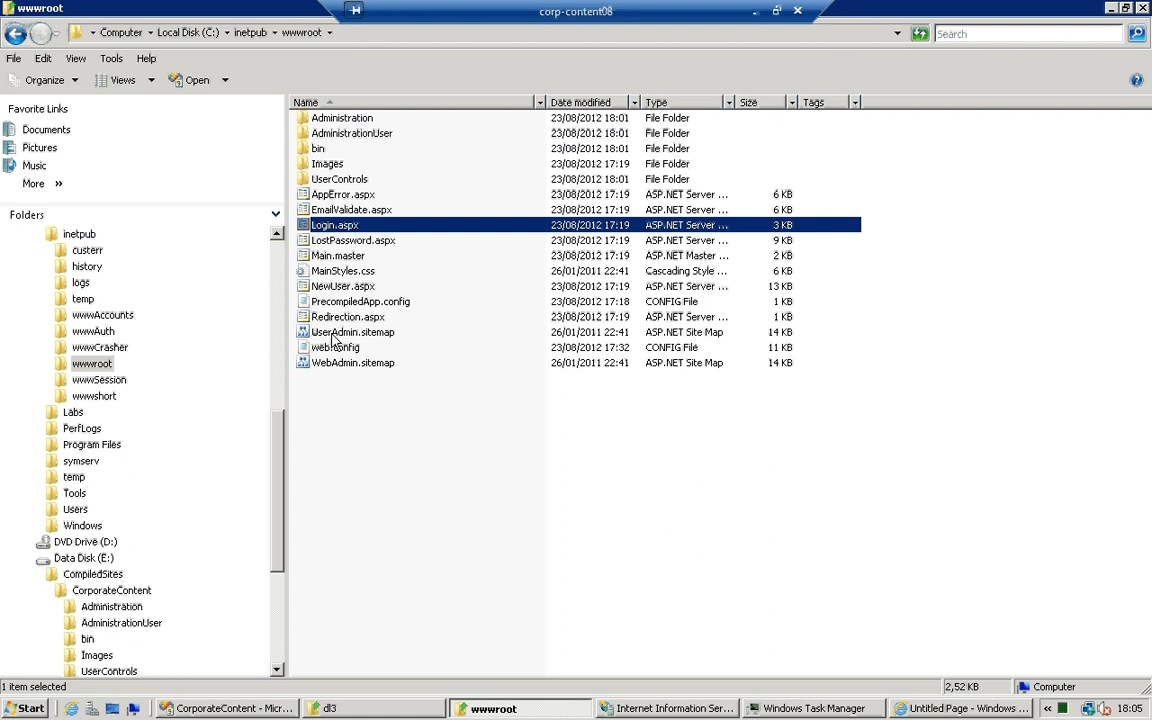 wwwroot
corp-content08
Computer Local Disk (C:) inetpub wwwroot
Search
File Edit View Tools Help
Organize Views Open
Favorite Links
Documents
Pictures
Music
More »
Folders
inetpub
custerr
history
logs
temp
wwwAccounts
wwwAuth
wwwCrasher
wwwroot
wwwSession
wwwshort
Labs
PerfLogs
Program Files
symserv
temp
Tools
Users
Windows
DVD Drive (D:)
Data Disk (E:)
CompiledSites
CorporateContent
Administration
AdministrationUser
bin
Images
UserControls
Name Date modified Type Size Tags
Administration 23/08/2012 18:01 File Folder
AdministrationUser 23/08/2012 18:01 File Folder
bin 23/08/2012 18:01 File Folder
Images 23/08/2012 17:19 File Folder
UserControls 23/08/2012 18:01 File Folder
AppError.aspx 23/08/2012 17:19 ASP.NET Server ... 6 KB
EmailValidate.aspx 23/08/2012 17:19 ASP.NET Server ... 6 KB
Login.aspx 23/08/2012 17:19 ASP.NET Server ... 3 KB
LostPassword.aspx 23/08/2012 17:19 ASP.NET Server ... 9 KB
Main.master 23/08/2012 17:19 ASP.NET Master ... 2 KB
MainStyles.css 26/01/2011 22:41 Cascading Style ... 6 KB
NewUser.aspx 23/08/2012 17:19 ASP.NET Server ... 13 KB
PrecompiledApp.config 23/08/2012 17:18 CONFIG File 1 KB
Redirection.aspx 23/08/2012 17:19 ASP.NET Server ... 1 KB
UserAdmin.sitemap 26/01/2011 22:41 ASP.NET Site Map 14 KB
web.config 23/08/2012 17:32 CONFIG File 11 KB
WebAdmin.sitemap 26/01/2011 22:41 ASP.NET Site Map 14 KB
1 item selected 2,52 KB Computer
Start CorporateContent - Micr... dl3 wwwroot Internet Information Ser... Windows Task Manager Untitled Page - Windows ... « 18:05